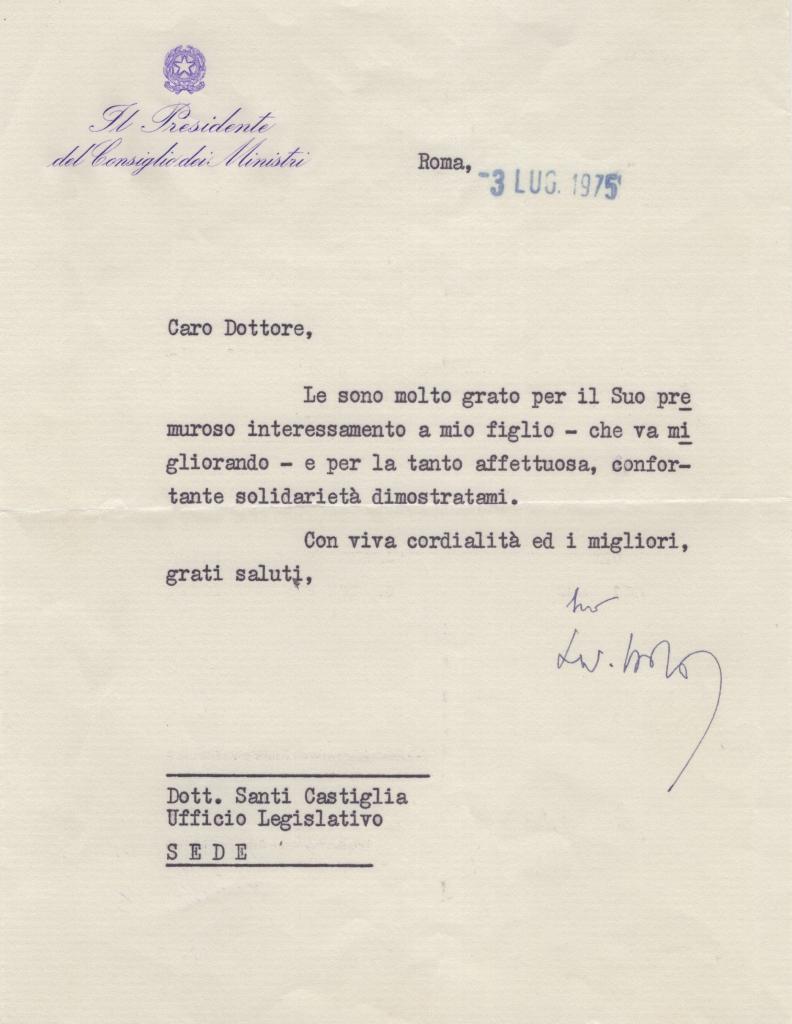 Il Presidente
del Consiglio dei Ministri
Roma,
-3 LUG. 1975
Caro Dottore,
Le sono molto grato per il Suo pre
muroso interessamento a mio figlio - che va mi
gliorando - e per la tanto affettuosa, confor-
tante solidarietà dimostratami.
Con viva cordialità ed i migliori,
grati saluti,
Dott. Santi Castiglia
Ufficio Legislativo
S E D E